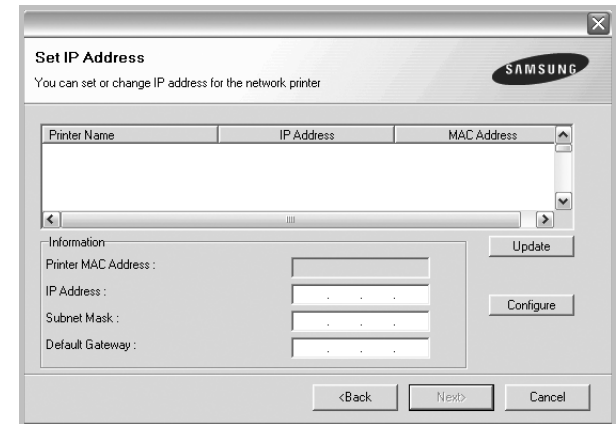 Set IP Address
You can set or change IP address for the network printer
SAMSUNG
Printer Name IP Address MAC Address
Information
Update
Printer MAC Address :
IP Address :
Configure
Subnet Mask :
Default Gateway :
<Back Next> Cancel